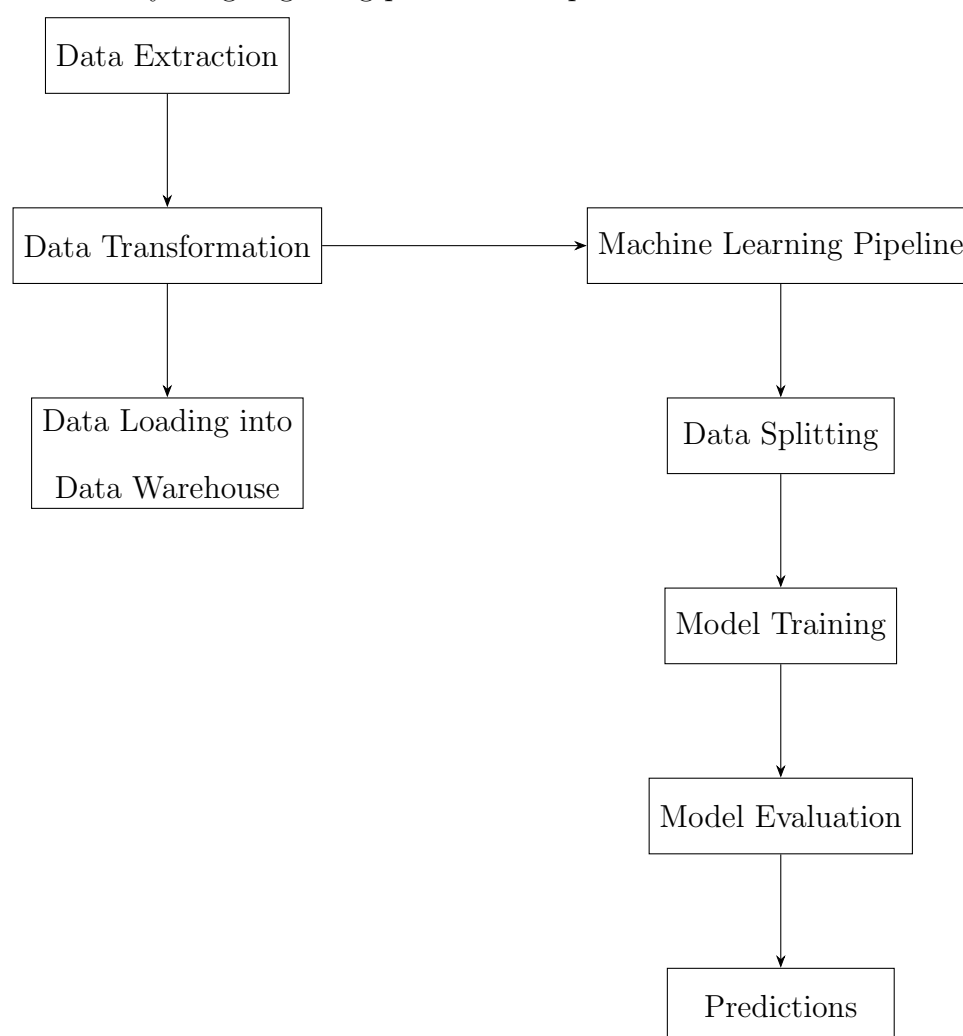 Data Extraction
Data Transformation
Machine Learning Pipeline
Data Loading into
Data Warehouse
Data Splitting
Model Training
Model Evaluation
Predictions